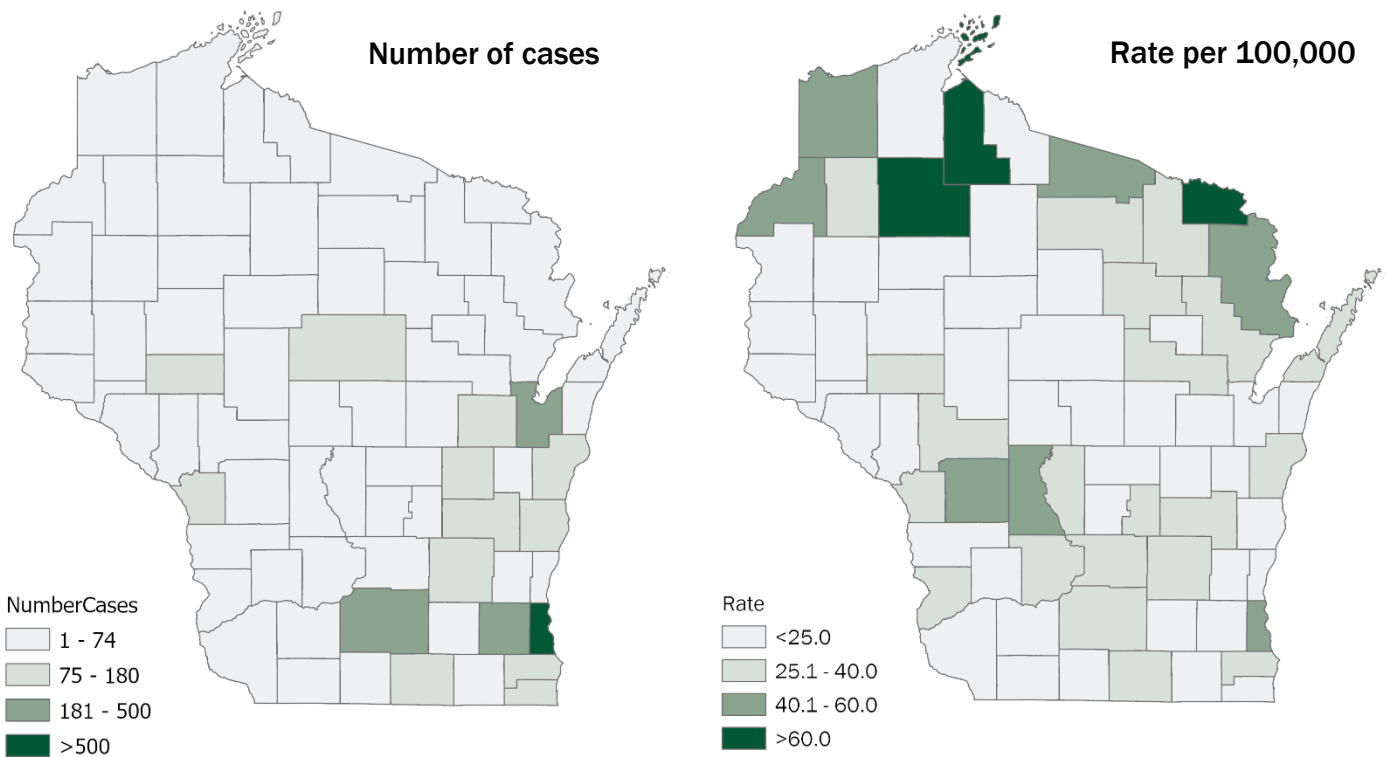 Number of cases
NumberCases
1 - 74
75 - 180
181 - 500
>500
Rate per 100,000
Rate
<25.0
25.1 - 40.0
40.1 - 60.0
>60.0